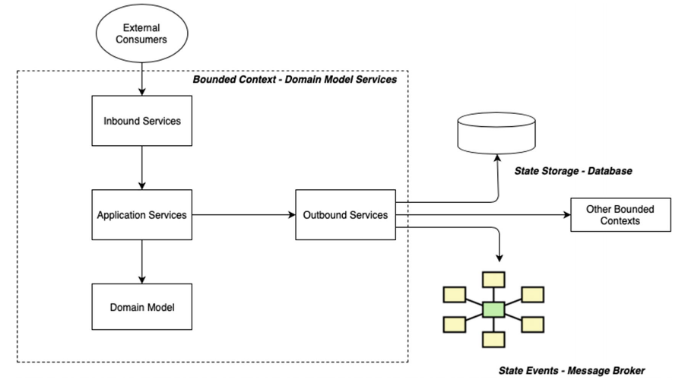 External
Consumers
Bounded Context - Domain Model Services
Inbound Services
State Storage - Database
Application Services
Outbound Services
Other Bounded
Contexts
Domain Model
State Events - Message Broker